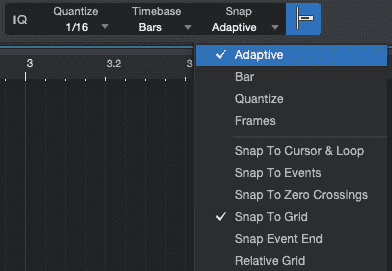 IQ
Quantize
1/16
Timebase
Bars
Snap
Adaptive
3
3.2
3
Adaptive
Bar
Quantize
Frames
Snap To Cursor & Loop
Snap To Events
Snap To Zero Crossings
Snap To Grid
Snap Event End
Relative Grid